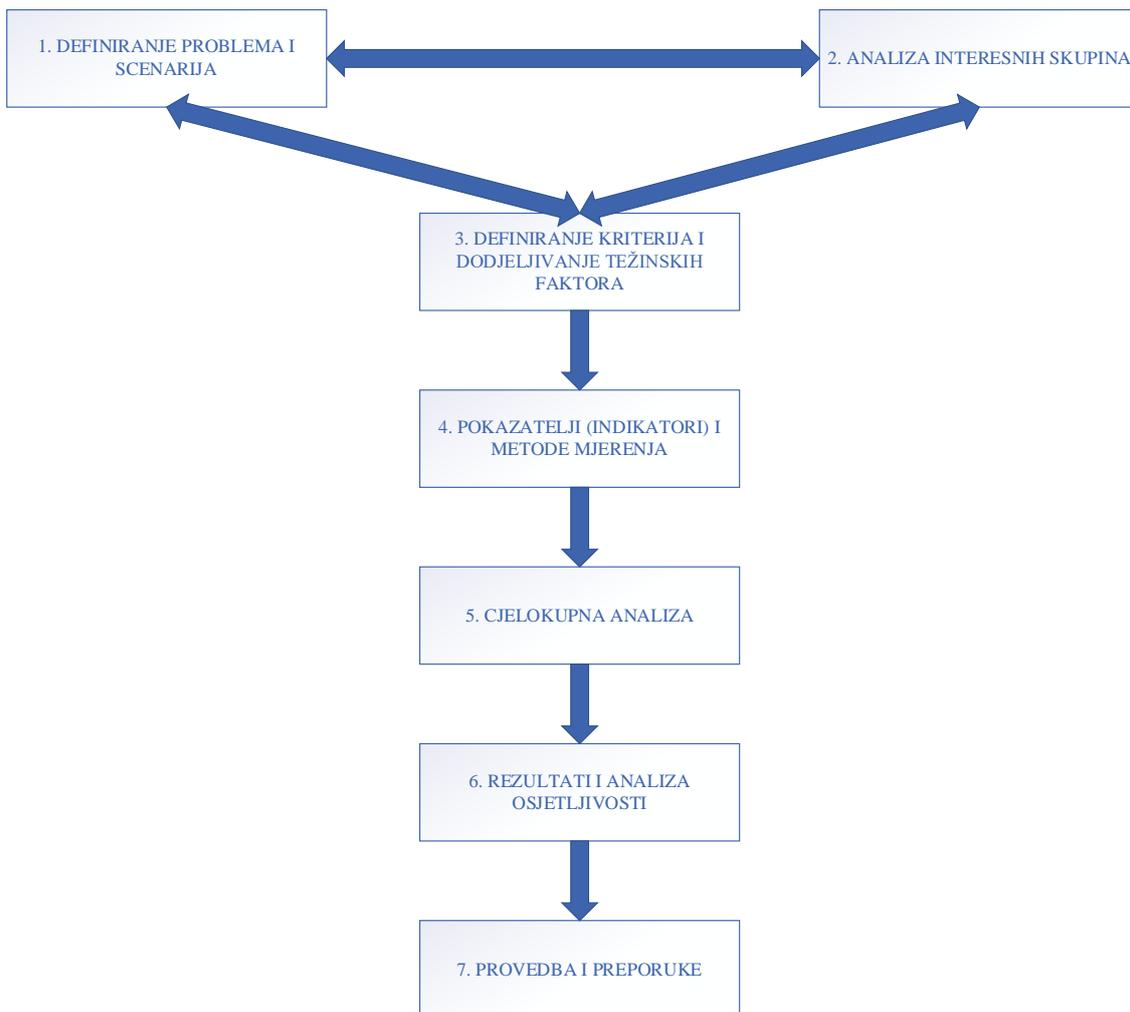 1. DEFINIRANJE PROBLEMA I
SCENARIJA
2. ANALIZA INTERESNIH SKUPINA
3. DEFINIRANJE KRITERIJA I
DODJELJIVANJE TEŽINSKIH
FAKTORA
4. POKAZATELJI (INDIKATORI) I
METODE MJERENJA
5. CJELOKUPNA ANALIZA
6. REZULTATI I ANALIZA
OSJETLJIVOSTI
7. PROVEDBA I PREPORUKE